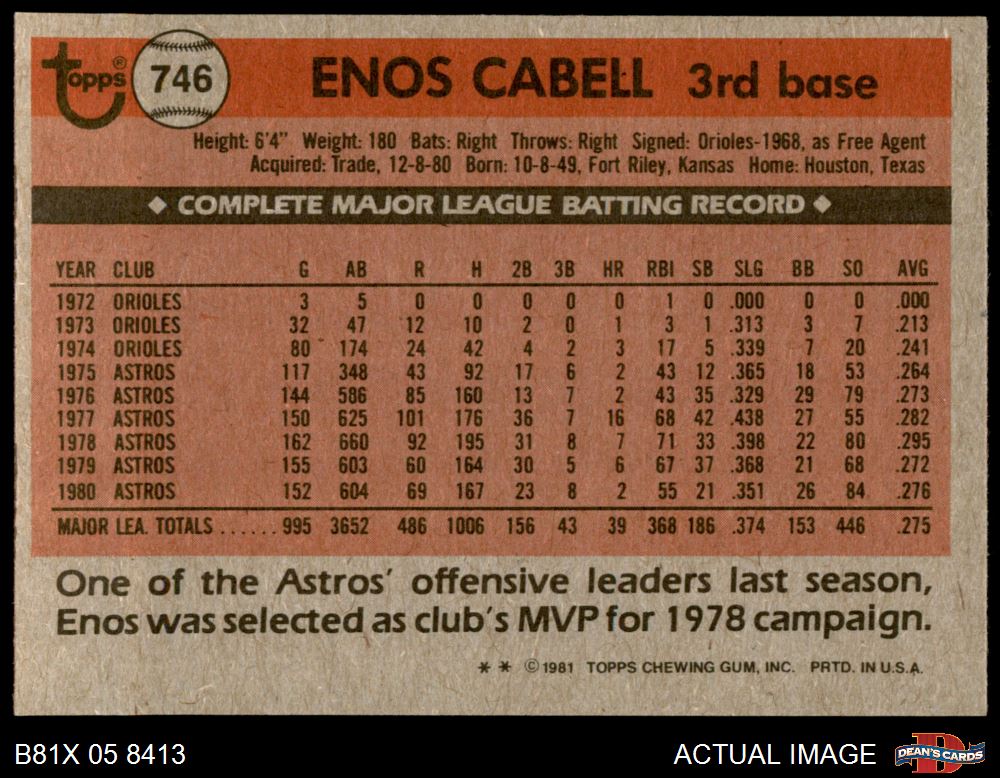 Topps® 746 ENOS CABELL 3rd base
Height: 6'4" Weight: 180 Bats: Right Throws: Right Signed: Orioles-1968, as Free Agent
Acquired: Trade, 12-8-80 Born: 10-8-49, Fort Riley, Kansas Home: Houston, Texas
◆ COMPLETE MAJOR LEAGUE BATTING RECORD ◆
YEAR CLUB G AB R H 2B 3B HR RBI SB SLG BB SO AVG
1972 ORIOLES 3 5 0 0 0 0 0 1 0 .000 0 0 .000
1973 ORIOLES 32 47 12 10 2 0 1 3 1 .313 3 7 .213
1974 ORIOLES 80 174 24 42 4 2 3 17 5 .339 7 20 .241
1975 ASTROS 117 348 43 92 17 6 2 43 12 .365 18 53 .264
1976 ASTROS 144 586 85 160 13 7 2 43 35 .329 29 79 .273
1977 ASTROS 150 625 101 176 36 7 16 68 42 .438 27 55 .282
1978 ASTROS 162 660 92 195 31 8 7 71 33 .398 22 80 .295
1979 ASTROS 155 603 60 164 30 5 6 67 37 .368 21 68 .272
1980 ASTROS 152 604 69 167 23 8 2 55 21 .351 26 84 .276
MAJOR LEA. TOTALS ...... 995 3652 486 1006 156 43 39 368 186 .374 153 446 .275
One of the Astros' offensive leaders last season,
Enos was selected as club's MVP for 1978 campaign.
* * ©1981 TOPPS CHEWING GUM, INC. PRTD. IN U.S.A.
B81X 05 8413 ACTUAL IMAGE DEAN'S CARDS